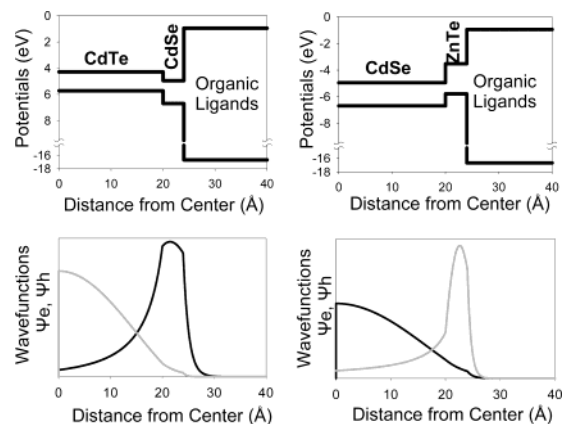 Potentials (eV)
0
-2
-4
6
8
-16
-18
CdTe
CdSe
Organic
Ligands
0 10 20 30 40
Distance from Center (Å)
Potentials (eV)
0
-2
-4
-6
-8
-16
-18
CdSe
ZnTe
Organic
Ligands
0 10 20 30 40
Distance from Center (Å)
Wavefunctions
Ψe, Ψh
0 10 20 30 40
Distance from Center (Å)
Wavefunctions
Ψe, Ψh
0 10 20 30 40
Distance from Center (Å)